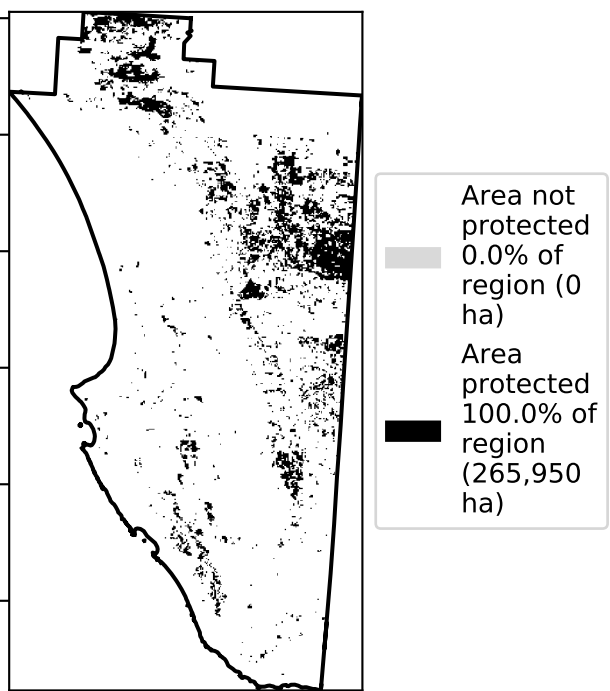 Area not
protected
0.0% of
region (0
ha)
Area
protected
100.0% of
region
(265,950
ha)